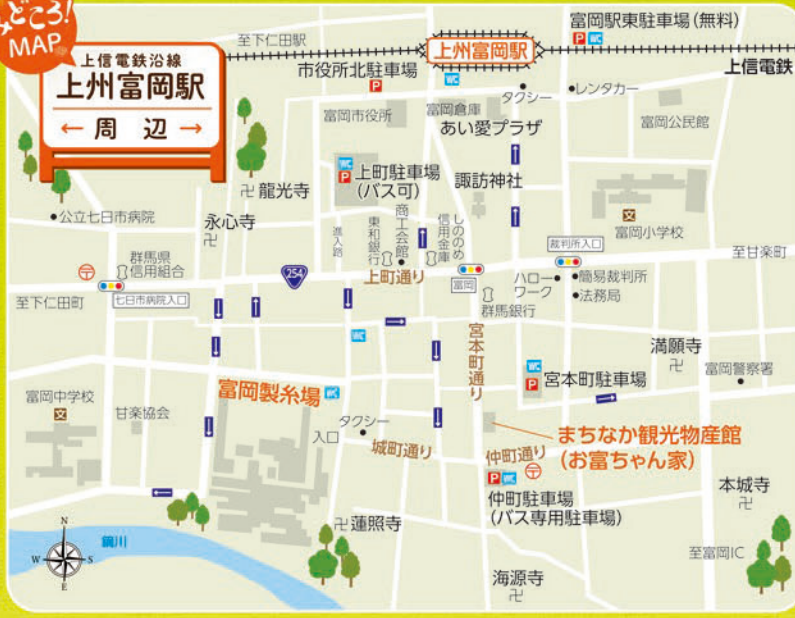 みどころ!
MAP
上信電鉄沿線
上州富岡駅
← 周 辺 →
至下仁田駅
上州富岡駅
富岡駅東駐車場(無料)
P WC
上信電鉄
市役所北駐車場
P
WC
タクシー
レンタカー
富岡市役所
富岡倉庫
あい愛プラザ
富岡公民館
WC
P
上町駐車場
(バス可)
諏訪神社
龍光寺
公立七日市病院
永心寺
文
富岡小学校
進入路
東和銀行
商工会館
しののめ
信用金庫
裁判所入口
至甘楽町
群馬県
信用組合
254
上町通り
富岡
ハロー
ワーク
簡易裁判所
法務局
至下仁田町
七日市病院入口
群馬銀行
WC
宮本町通り
満願寺
富岡警察署
WC
P
宮本町駐車場
富岡製糸場
WC
富岡中学校
文
甘楽協会
タクシー
入口
城町通り
仲町通り
まちなか観光物産館
(お富ちゃん家)
P WC
仲町駐車場
(バス専用駐車場)
本城寺
蓮照寺
鏑川
N
W
S
E
至富岡IC
海源寺